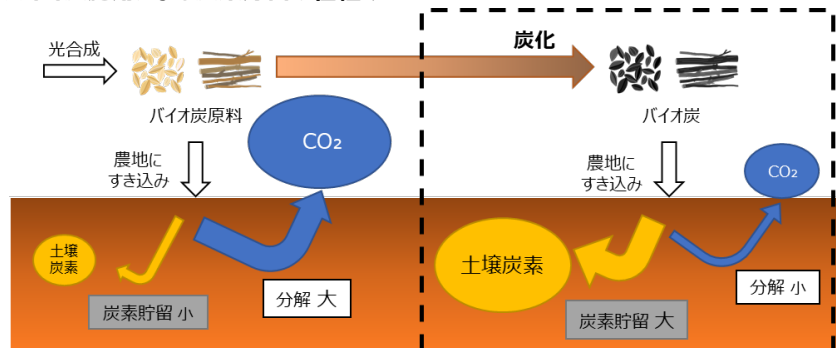 光合成
炭化
バイオ炭原料
バイオ炭
CO₂
農地に
すき込み
農地に
すき込み
CO₂
土壌
炭素
土壌炭素
分解 大
分解 小
炭素貯留 小
炭素貯留 大